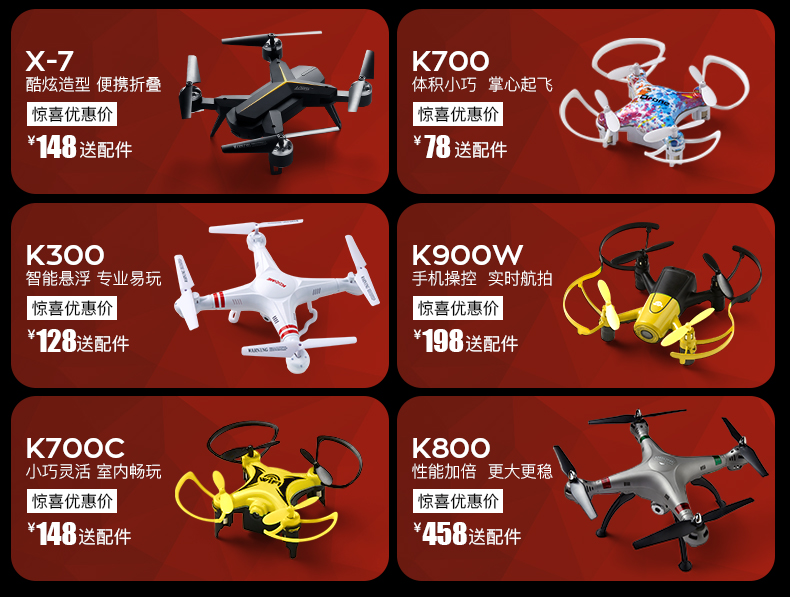 X-7
酷炫造型 便携折叠
惊喜优惠价
¥148送配件
K700
体积小巧 掌心起飞
惊喜优惠价
¥78送配件
Drone
K300
智能悬浮 专业易玩
惊喜优惠价
¥128送配件
WARNING
K900W
手机操控 实时航拍
惊喜优惠价
¥198送配件
K700C
小巧灵活 室内畅玩
惊喜优惠价
¥148送配件
WIFI
K800
性能加倍 更大更稳
惊喜优惠价
¥458送配件